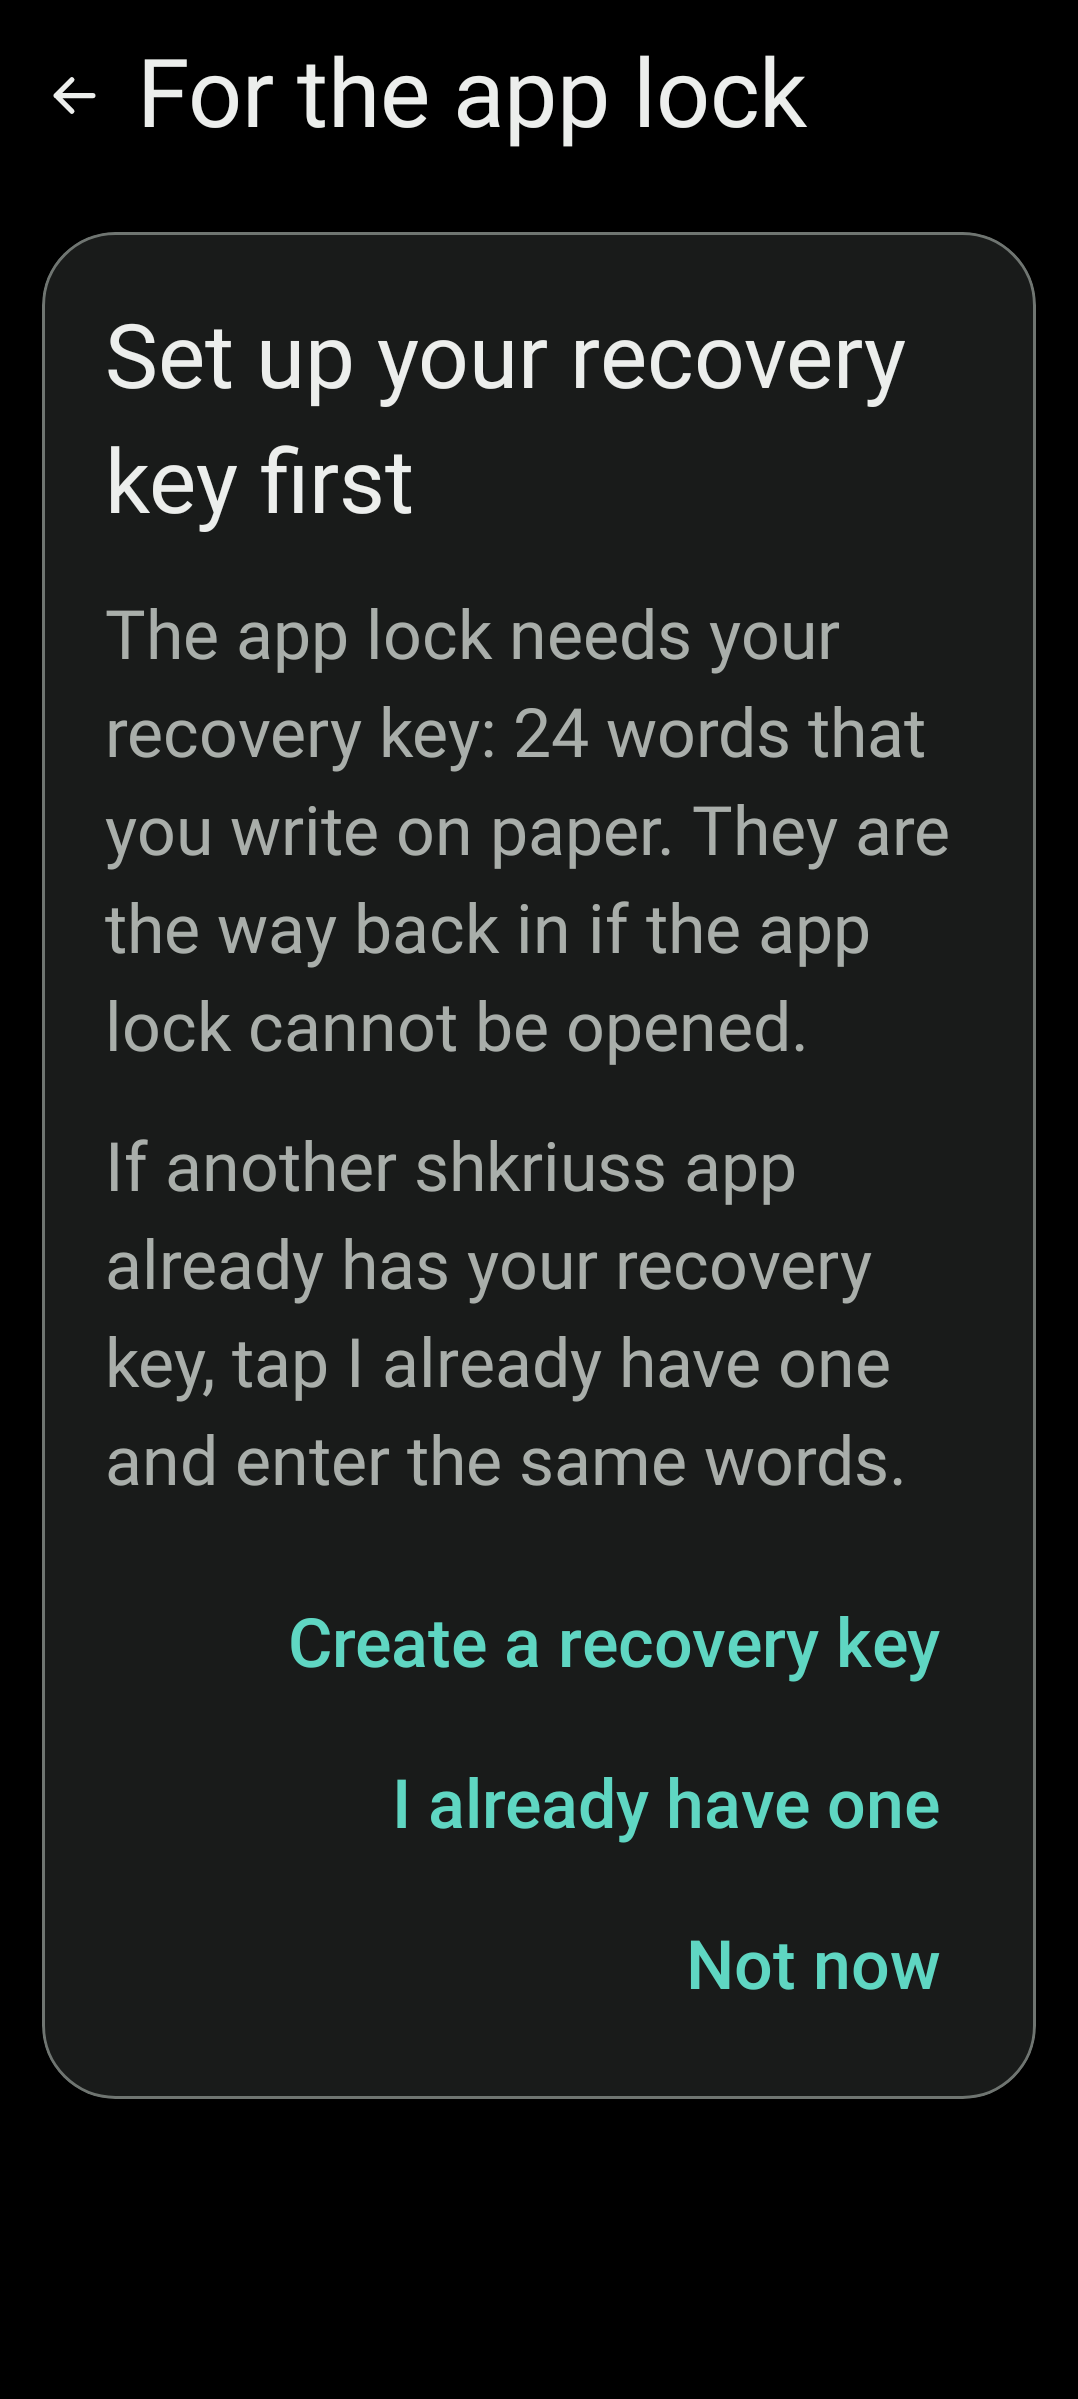 For the app lock
Set up your recovery
key first
The app lock needs your
recovery key: 24 words that
you write on paper. They are
the way back in if the app
lock cannot be opened.
If another shkriuss app
already has your recovery
key, tap I already have one
and enter the same words.
Create a recovery key
I already have one
Not now